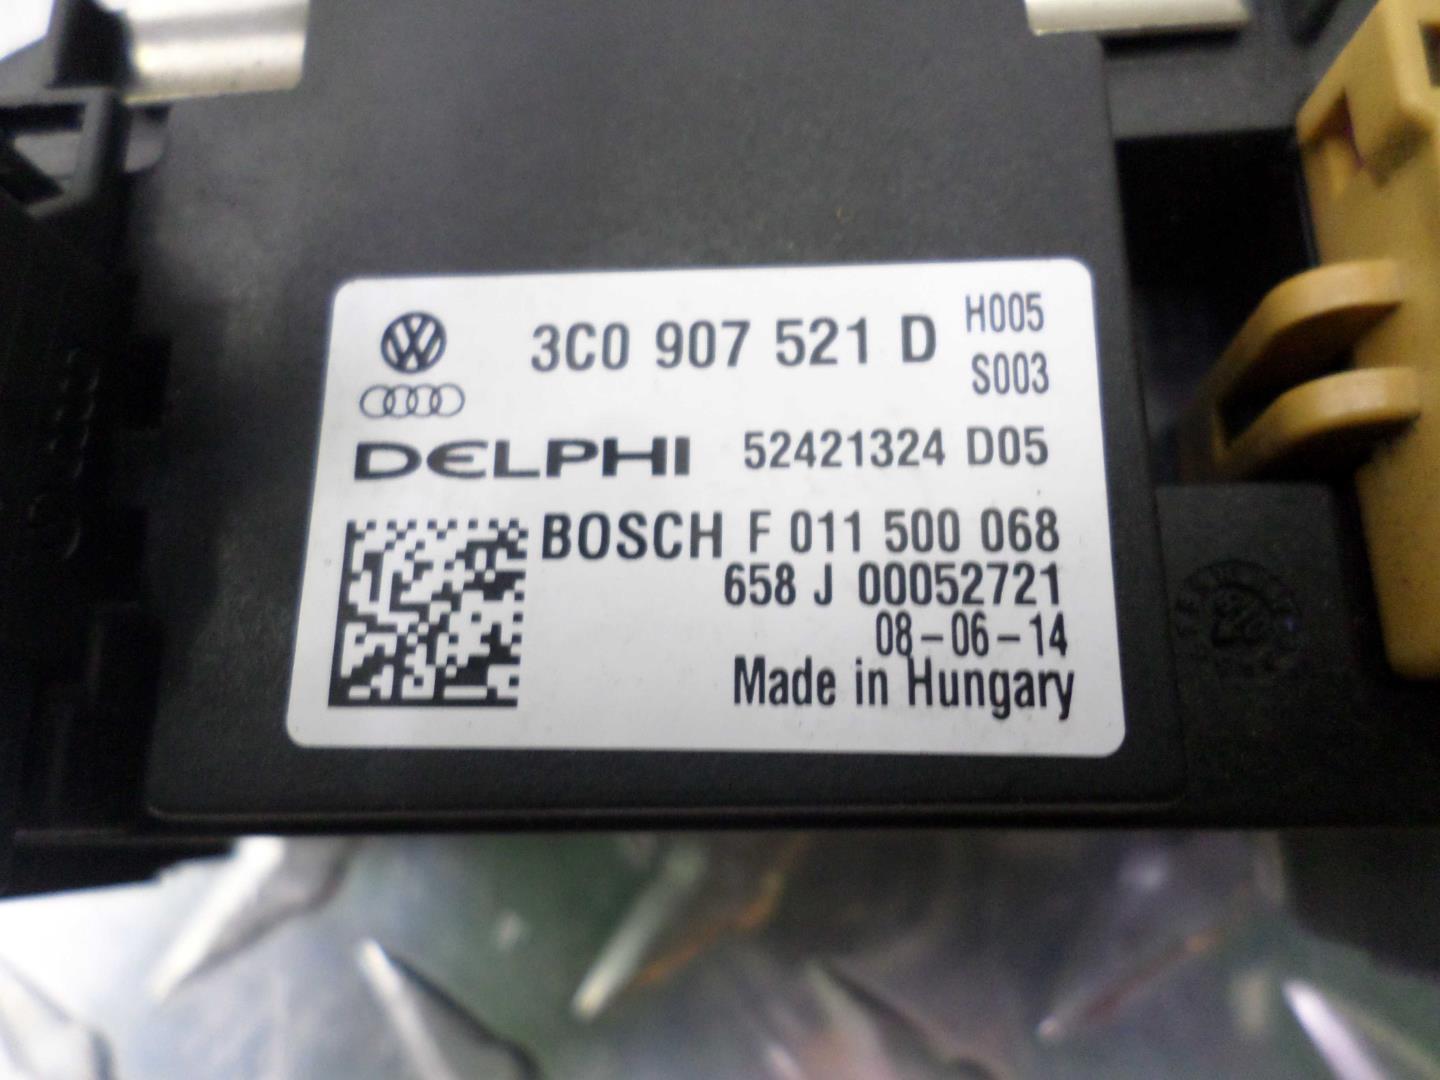 3C0 907 521 D H005
S003
DELPHI 52421324 D05
BOSCH F 011 500 068
658 J 00052721
08-06-14
Made in Hungary